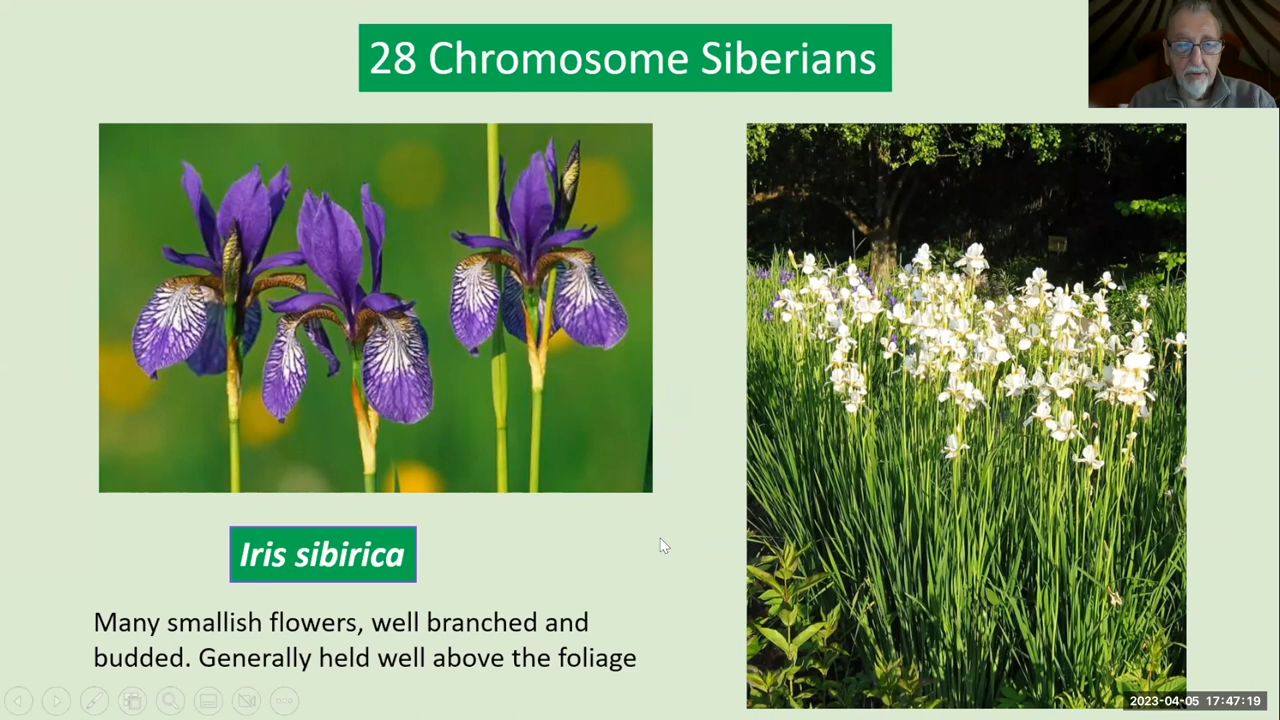 28 Chromosome Siberians
Iris sibirica
Many smallish flowers, well branched and
budded. Generally held well above the foliage
2023-04-05 17:47:19